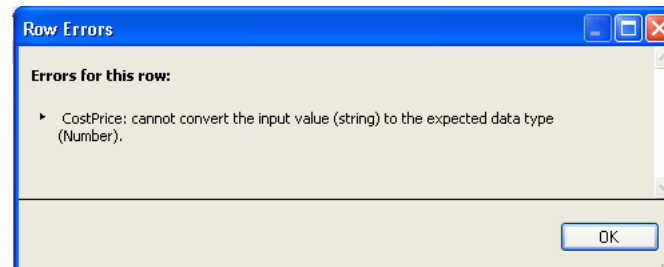 Row Errors
Errors for this row:
CostPrice: cannot convert the input value (string) to the expected data type
(Number).
OK